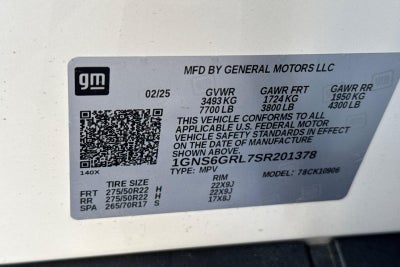 gm
MFD BY GENERAL MOTORS LLC
02/25 GVWR GAWR FRT GAWR RR
3493 KG 1724 KG 1950 KG
7700 LB 3800 LB 4300 LB
THIS VEHICLE CONFORMS TO ALL
APPLICABLE U.S. FEDERAL MOTOR
VEHICLE SAFETY STANDARDS IN EFFECT
ON THE DATE OF MANUFACTURE
SHOWN ABOVE.
1GNS6GRL7SR201378
140X TYPE: MPV MODEL: 78CK10906
TIRE SIZE RIM
FRT 275/50R22 H 22X9J
RR 275/50R22 H 22X9J
SPA 265/70R17 S 17X8J